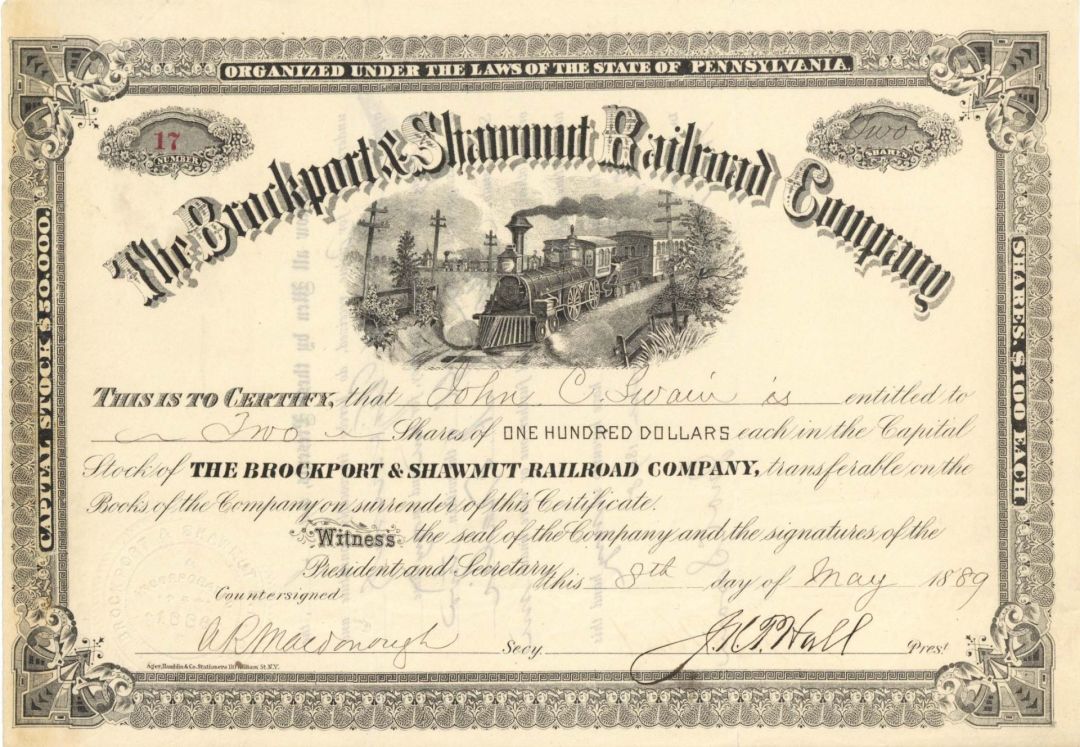 ORGANIZED UNDER THE LAWS OF THE STATE OF PENNSYLVANIA.
17
NUMBER
Two
SHARES
The Brockport & Shawmut Railroad Company
CAPITAL STOCK $50,000.
SHARES, $100 EACH
THIS IS TO CERTIFY, that John C. Swain is entitled to
Two Shares of ONE HUNDRED DOLLARS each in the Capital
Stock of THE BROCKPORT & SHAWMUT RAILROAD COMPANY, transferable on the
Books of the Company on surrender of this Certificate.
Witness the seal of the Company and the signatures of the
President and Secretary this 8th day of May 1889
Countersigned
A R Macdonough Secy. J. K. P. Hall Prest
Stationers William St. N.Y.